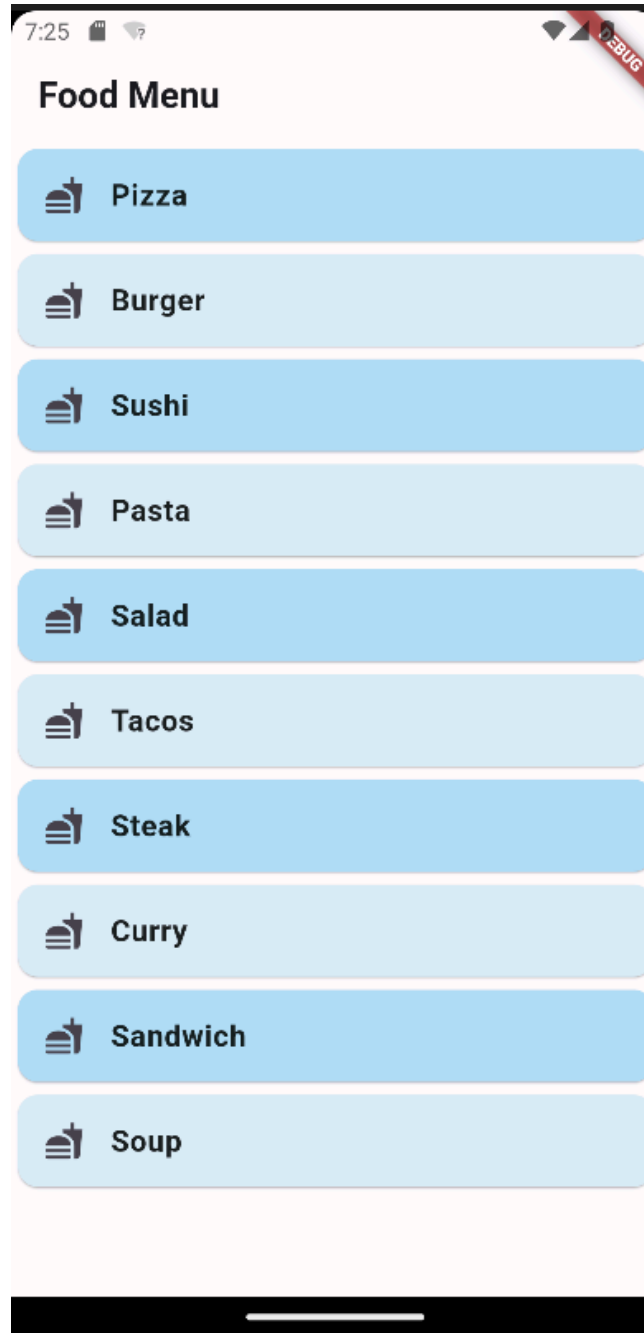 7:25
DEBUG
Food Menu
Pizza
Burger
Sushi
Pasta
Salad
Tacos
Steak
Curry
Sandwich
Soup